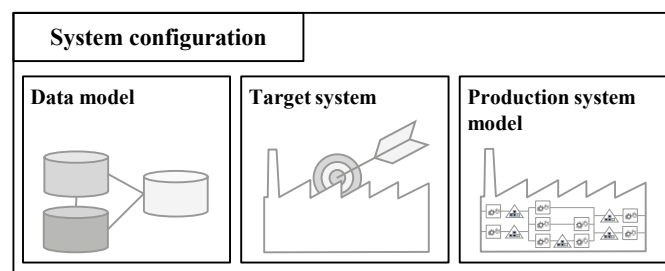 System configuration
Data model
Target system
Production system
model